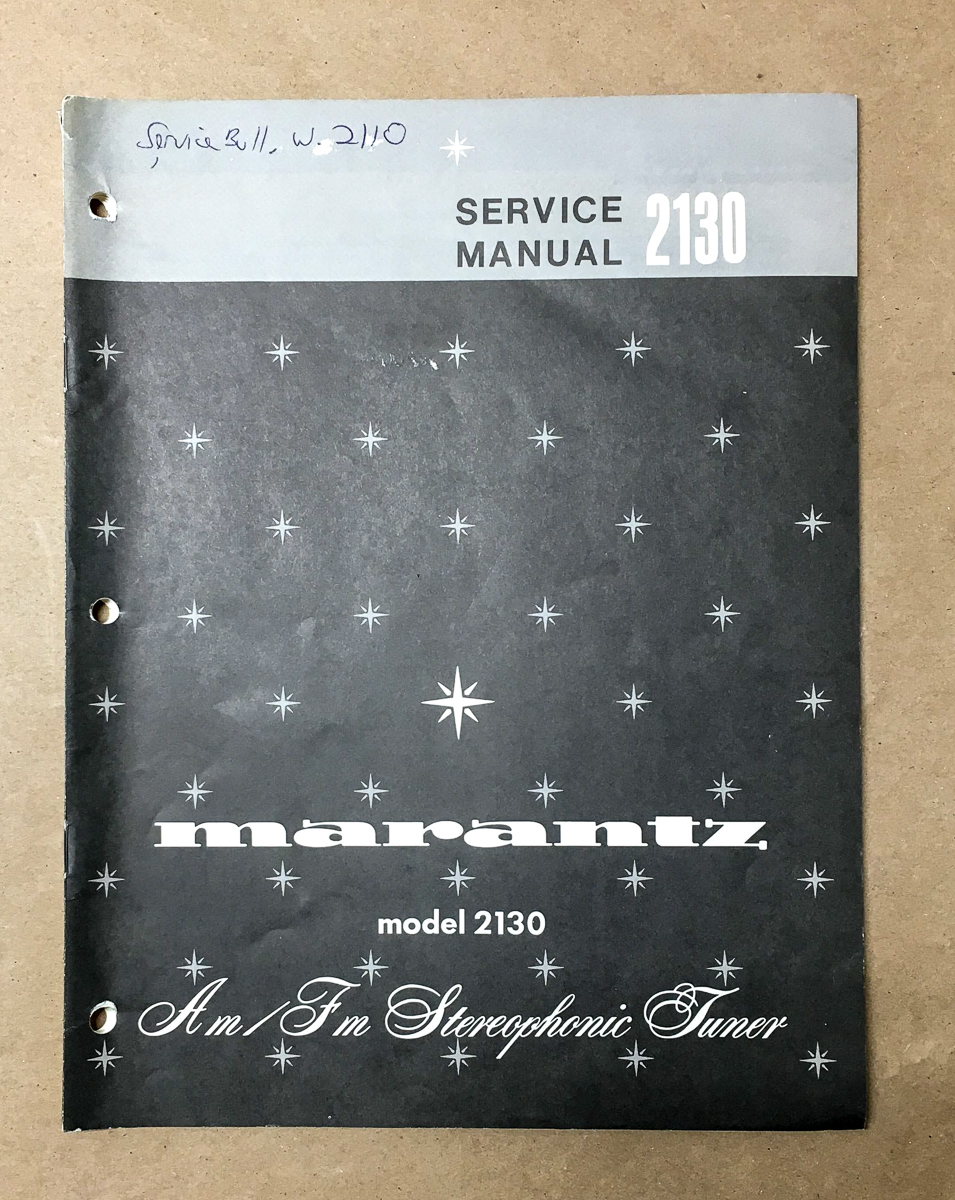 Service Bull, W. 2110
SERVICE
MANUAL 2130
marantz
model 2130
Am/Fm Stereophonic Tuner